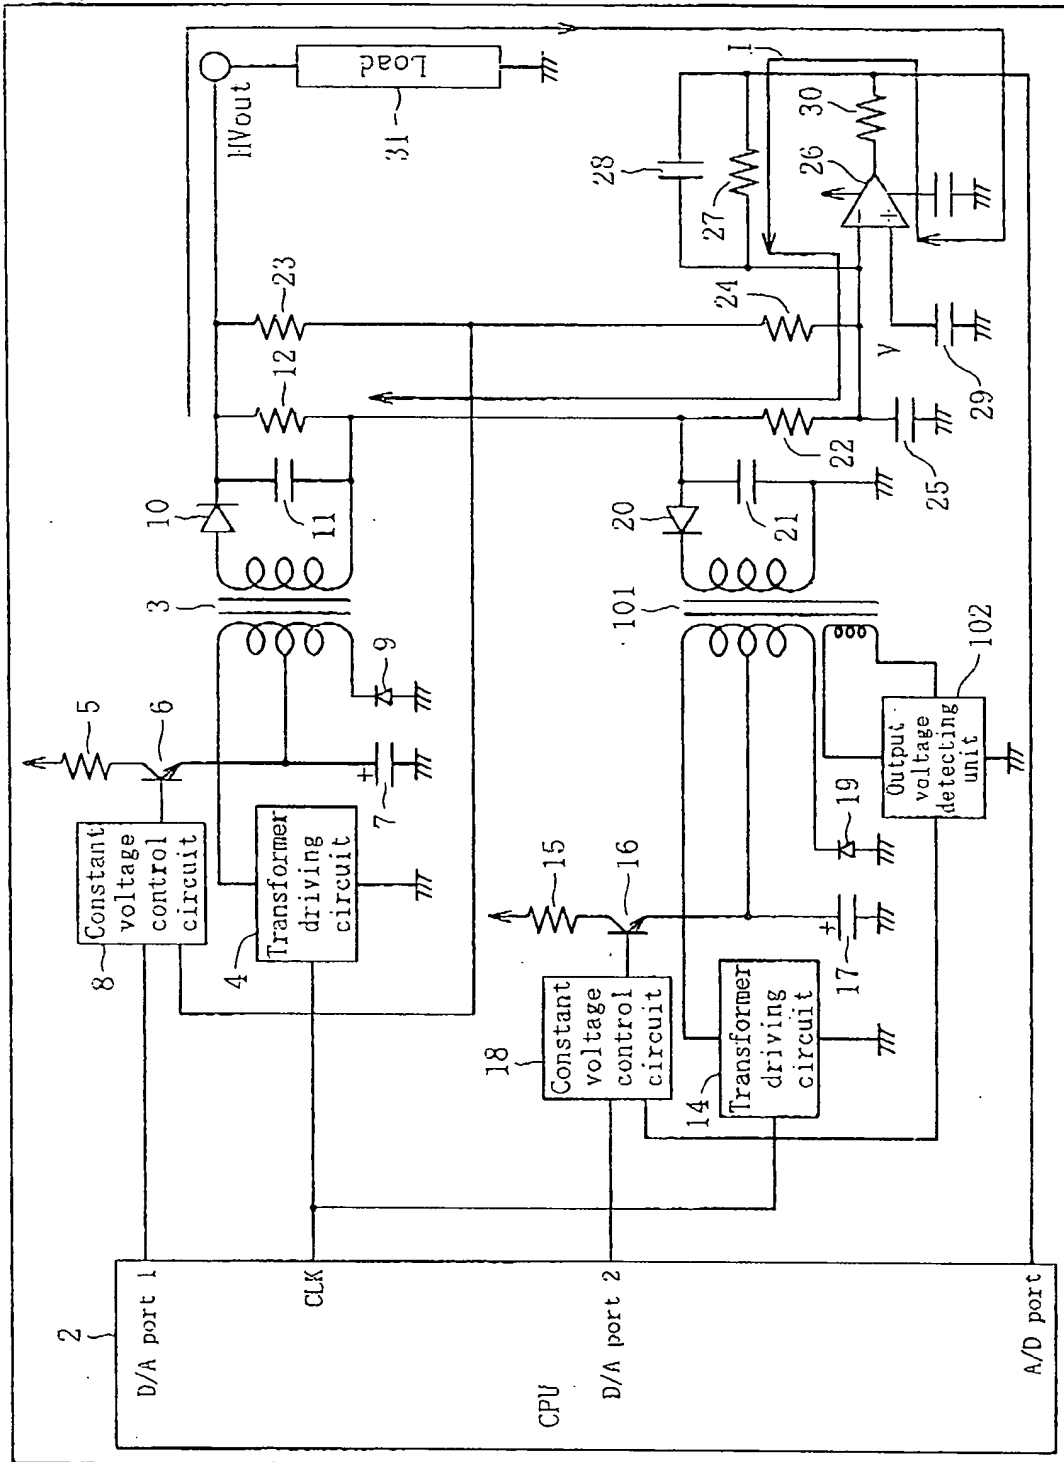 2
CPU
D/A port 1
CLK
D/A port 2
A/D port
8
Constant
voltage
control
circuit
5
6
4
Transformer
driving
circuit
+
7
9
3
10
11
12
23
HVout
Load
31
18
Constant
voltage
control
circuit
15
16
14
Transformer
driving
circuit
+
17
19
101
102
Output
voltage
detecting
unit
20
21
22
24
25
V
29
28
27
26
30
-
+
I